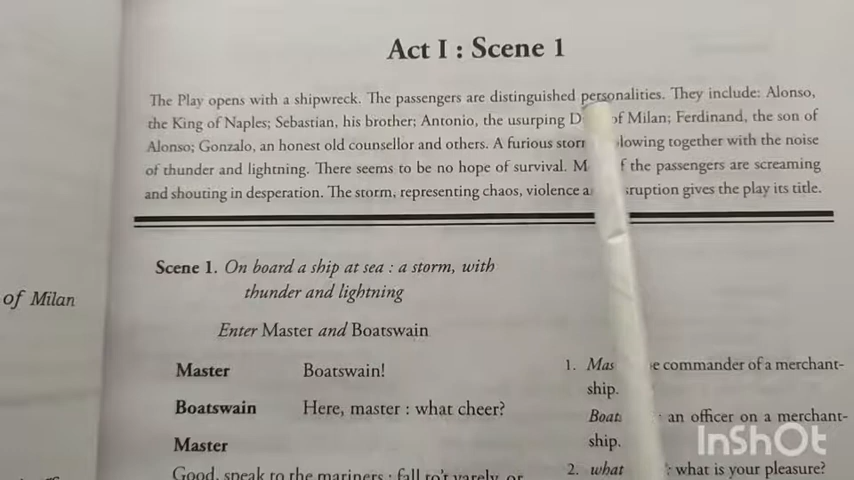 Act I : Scene 1
The Play opens with a shipwreck. The passengers are distinguished personalities. They include: Alonso,
the King of Naples; Sebastian, his brother; Antonio, the usurping of Milan; Ferdinand, the son of
Alonso; Gonzalo, an honest old counsellor and others. A furious together with the noise
of thunder and lightning. There seems to be no hope of survival. the passengers are screaming
and shouting in desperation. The storm, representing chaos, violence gives the play its title.
Scene 1. On board a ship at sea : a storm, with
thunder and lightning
of Milan
Enter Master and Boatswain
Master Boatswain!
Boatswain Here, master : what cheer?
Master
Good, speak to the mariners : fall to't yarely, or
1. commander of a merchant-
ship.
an officer on a merchant-
ship.
2. what : what is your pleasure?
InShOt